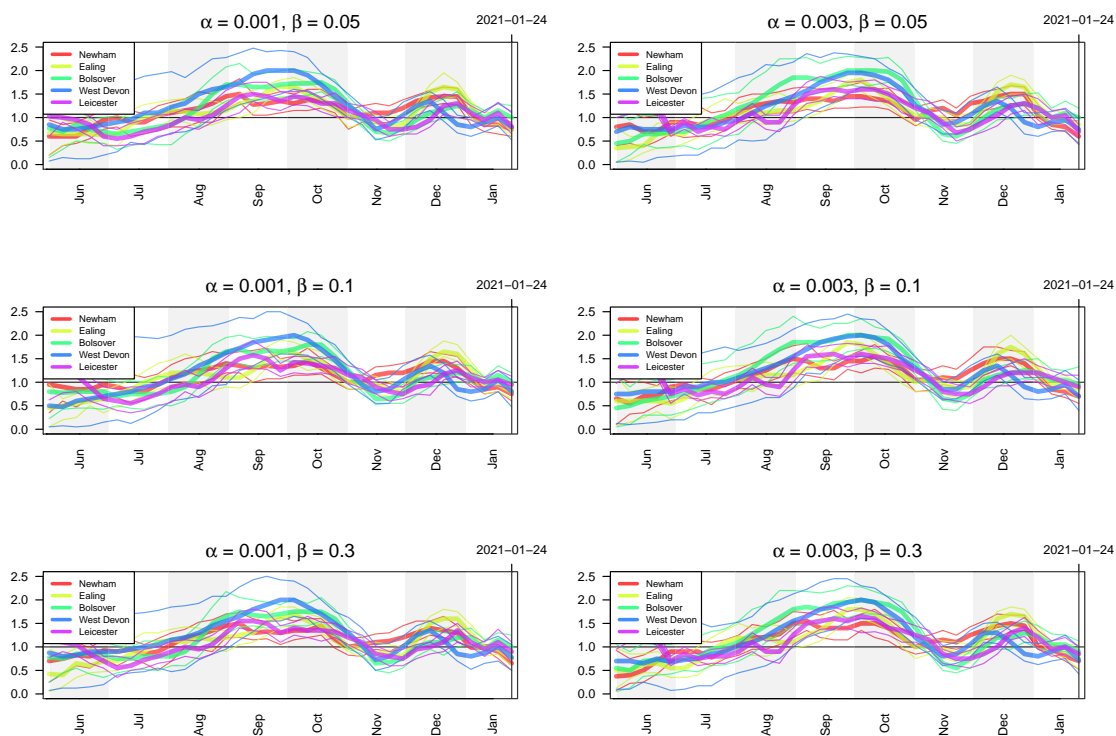 α = 0.001, β = 0.05
2021−01−24
2.5
2.0
1.5
1.0
0.5
0.0
Newham
Ealing
Bolsover
West Devon
Leicester
Jun
Jul
Aug
Sep
Oct
Nov
Dec
Jan
α = 0.003, β = 0.05
2021−01−24
2.5
2.0
1.5
1.0
0.5
0.0
Newham
Ealing
Bolsover
West Devon
Leicester
Jun
Jul
Aug
Sep
Oct
Nov
Dec
Jan
α = 0.001, β = 0.1
2021−01−24
2.5
2.0
1.5
1.0
0.5
0.0
Newham
Ealing
Bolsover
West Devon
Leicester
Jun
Jul
Aug
Sep
Oct
Nov
Dec
Jan
α = 0.003, β = 0.1
2021−01−24
2.5
2.0
1.5
1.0
0.5
0.0
Newham
Ealing
Bolsover
West Devon
Leicester
Jun
Jul
Aug
Sep
Oct
Nov
Dec
Jan
α = 0.001, β = 0.3
2021−01−24
2.5
2.0
1.5
1.0
0.5
0.0
Newham
Ealing
Bolsover
West Devon
Leicester
Jun
Jul
Aug
Sep
Oct
Nov
Dec
Jan
α = 0.003, β = 0.3
2021−01−24
2.5
2.0
1.5
1.0
0.5
0.0
Newham
Ealing
Bolsover
West Devon
Leicester
Jun
Jul
Aug
Sep
Oct
Nov
Dec
Jan